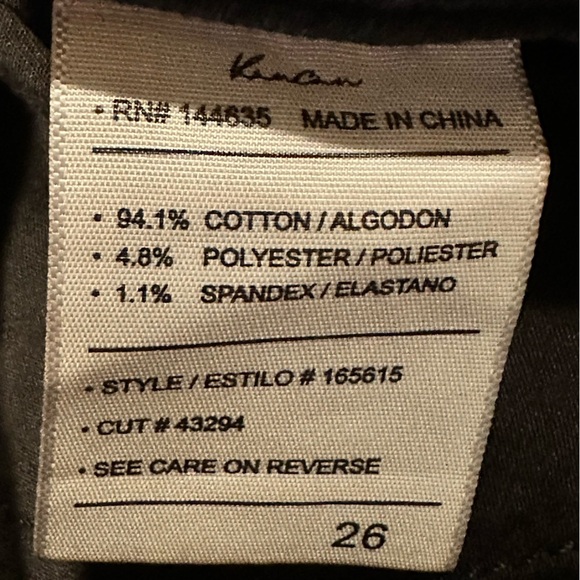 KanCan
• RN# 144635 MADE IN CHINA
• 94.1% COTTON / ALGODON
• 4.8% POLYESTER / POLIESTER
• 1.1% SPANDEX / ELASTANO
• STYLE / ESTILO # 165615
• CUT # 43294
• SEE CARE ON REVERSE
26